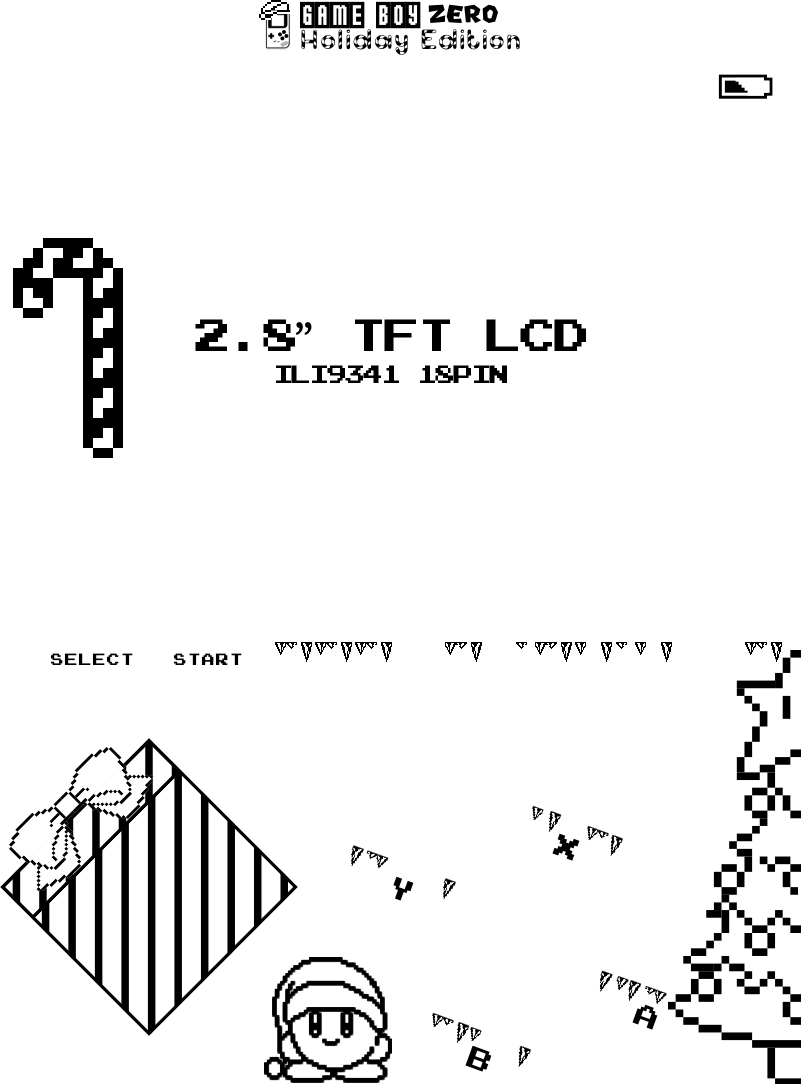 GAME BOY ZERO
Holiday Edition
2.8” TFT LCD
ILI9341 18PIN
SELECT START
X
Y
A
B